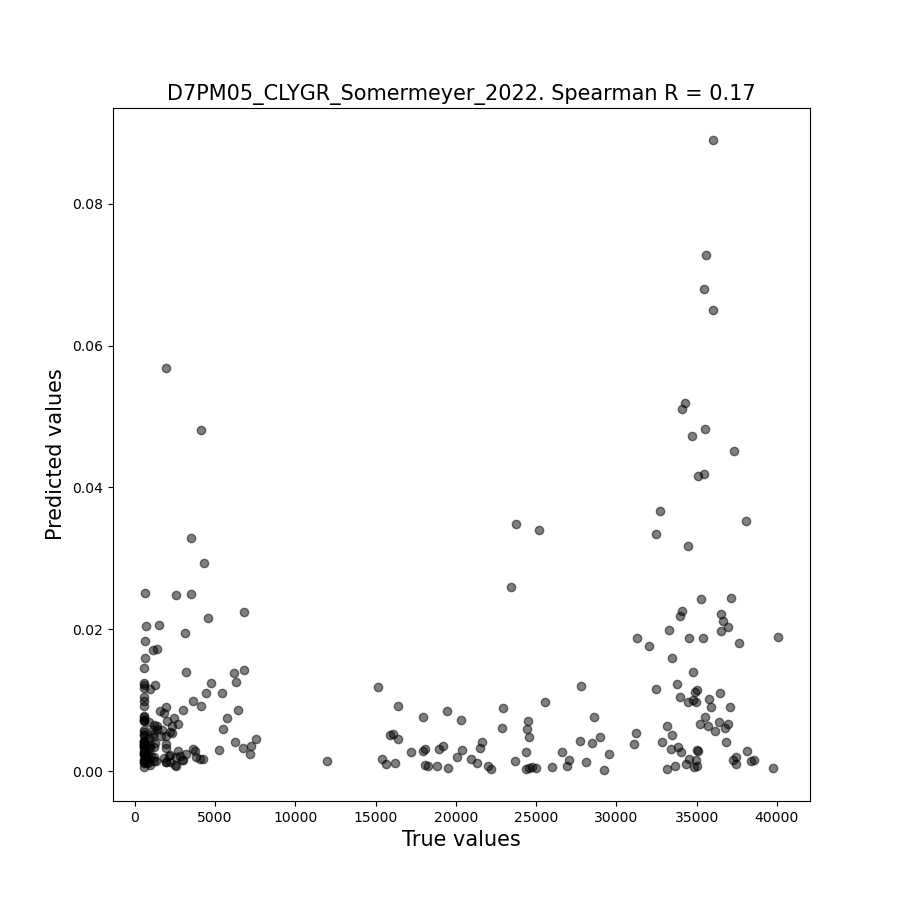 D7PM05_CLYGR_Somermeyer_2022. Spearman R = 0.17
Predicted values
0.08
0.06
0.04
0.02
0.00
0 5000 10000 15000 20000 25000 30000 35000 40000
True values